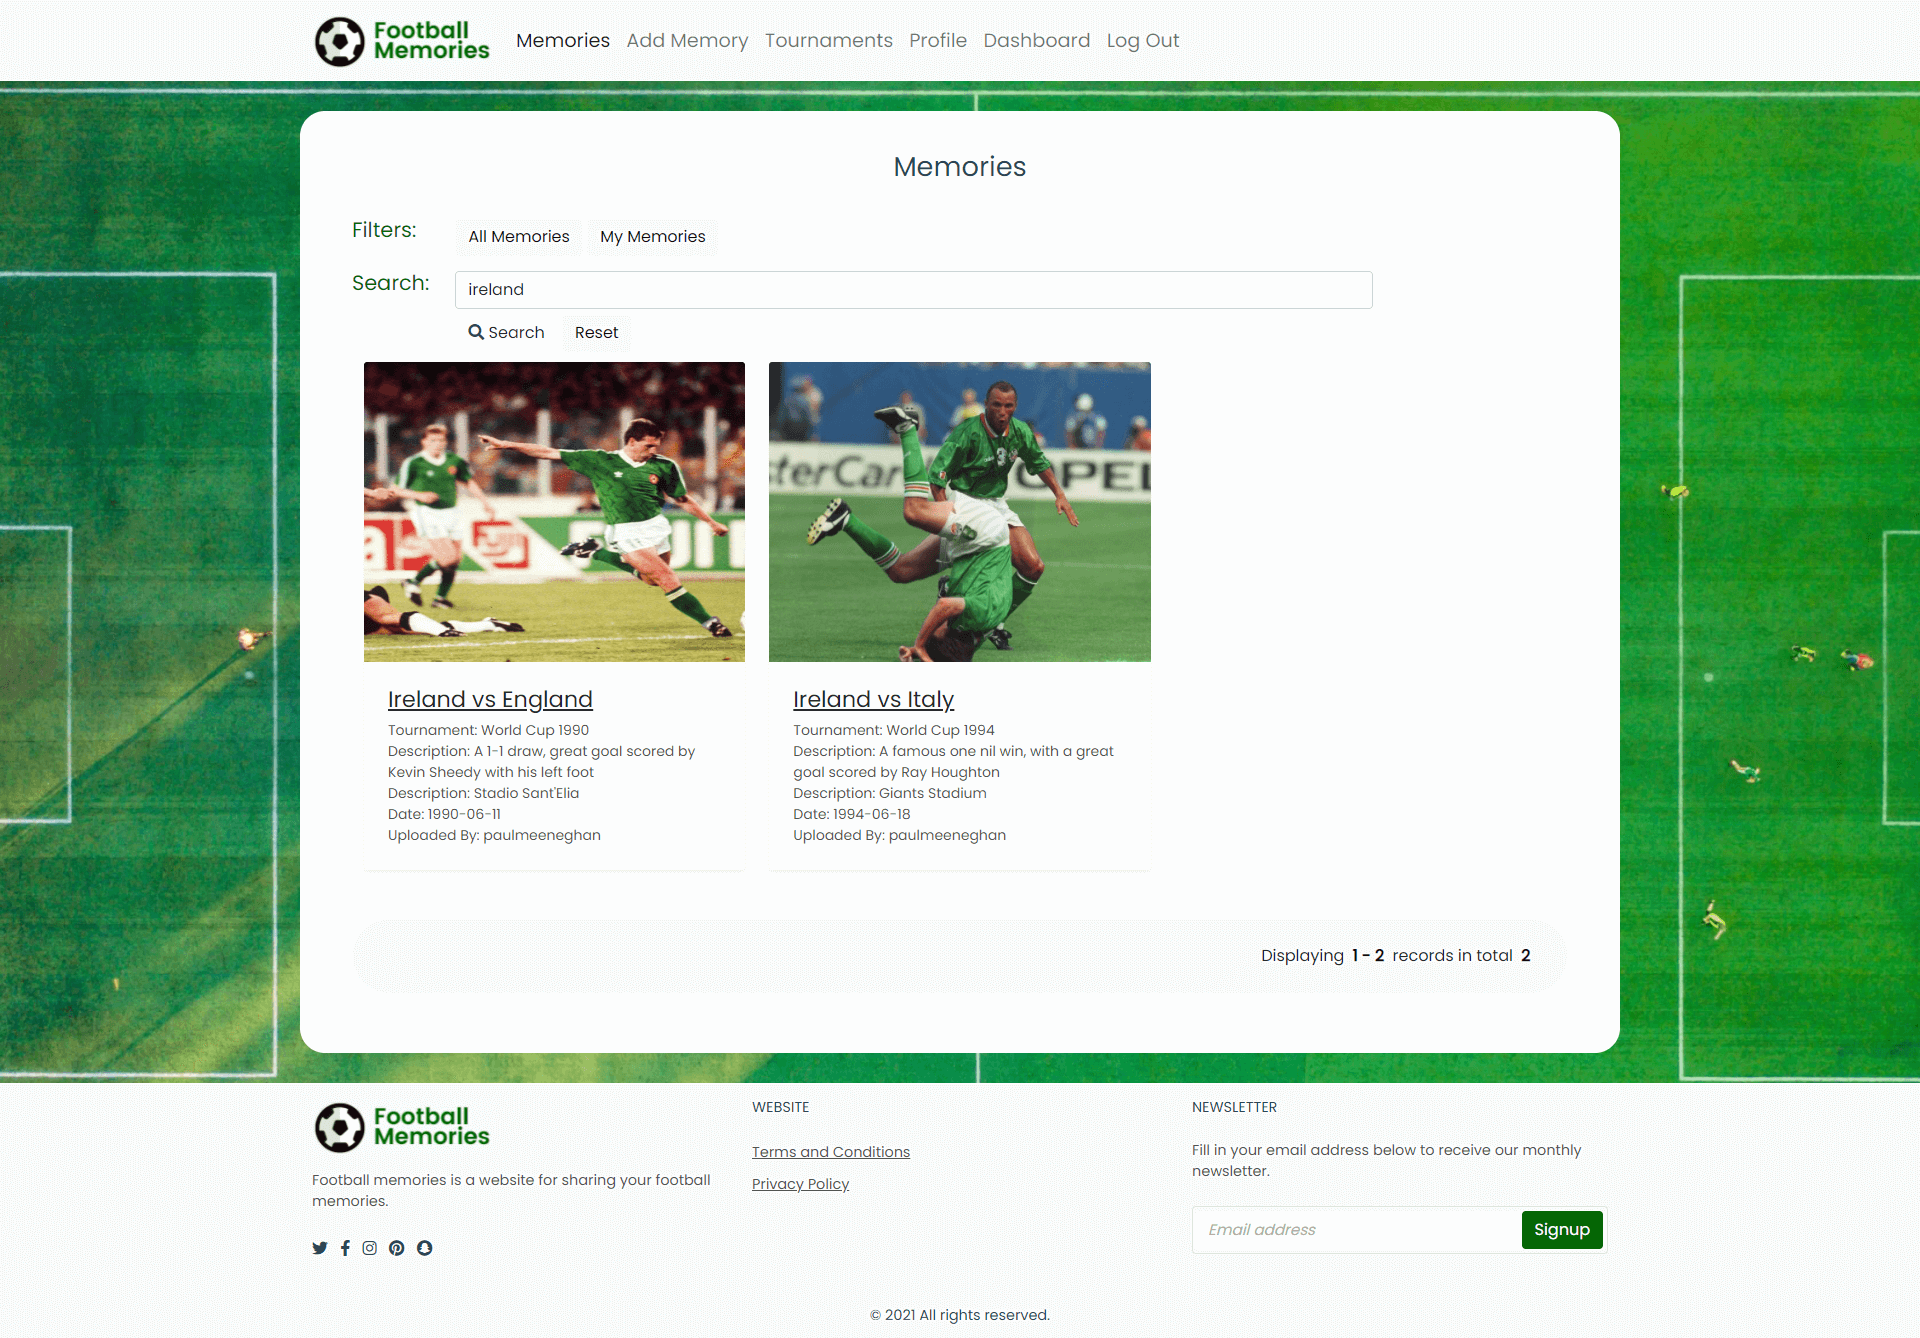 Football
Memories
Memories Add Memory Tournaments Profile Dashboard Log Out
Memories
Filters:
All Memories My Memories
Search:
ireland
Search Reset
sterCar OPEL
Ireland vs England
Tournament: World Cup 1990
Description: A 1-1 draw, great goal scored by
Kevin Sheedy with his left foot
Description: Stadio Sant'Elia
Date: 1990-06-11
Uploaded By: paulmeeneghan
Ireland vs Italy
Tournament: World Cup 1994
Description: A famous one nil win, with a great
goal scored by Ray Houghton
Description: Giants Stadium
Date: 1994-06-18
Uploaded By: paulmeeneghan
Displaying 1 - 2 records in total 2
Football
Memories
Football memories is a website for sharing your football
memories.
WEBSITE
Terms and Conditions
Privacy Policy
NEWSLETTER
Fill in your email address below to receive our monthly
newsletter.
Email address
Signup
© 2021 All rights reserved.